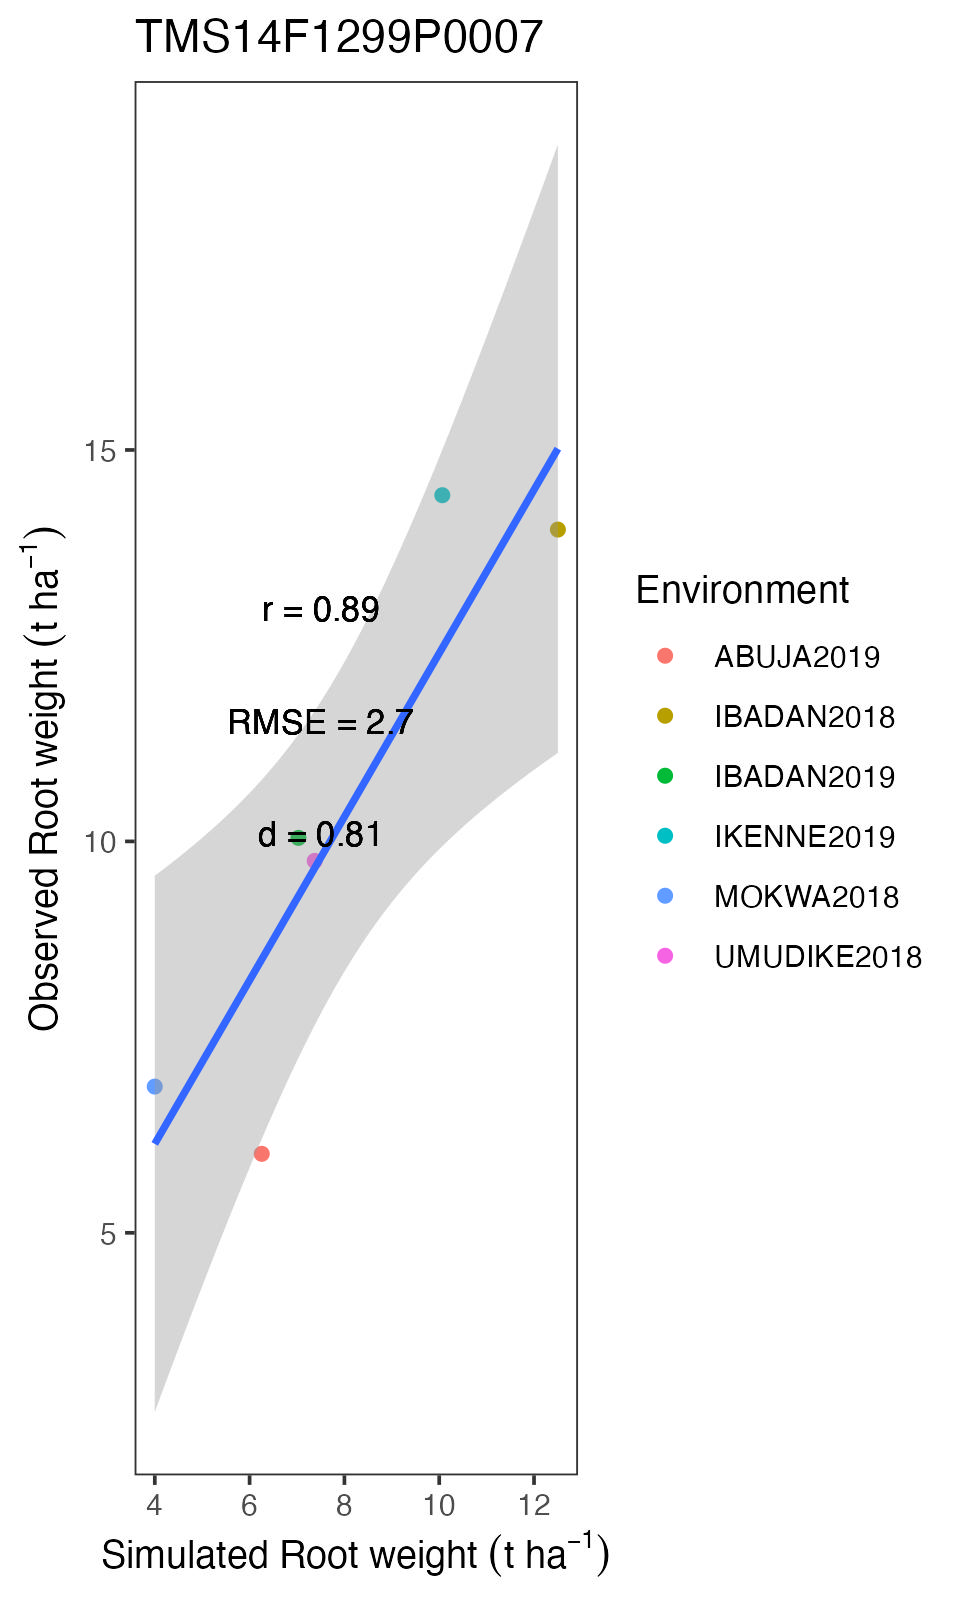 TMS14F1299P0007
15
10
5
Observed Root weight (t ha⁻¹)
r = 0.89
RMSE = 2.7
d = 0.81
4 6 8 10 12
Simulated Root weight (t ha⁻¹)
Environment
ABUJA2019
IBADAN2018
IBADAN2019
IKENNE2019
MOKWA2018
UMUDIKE2018